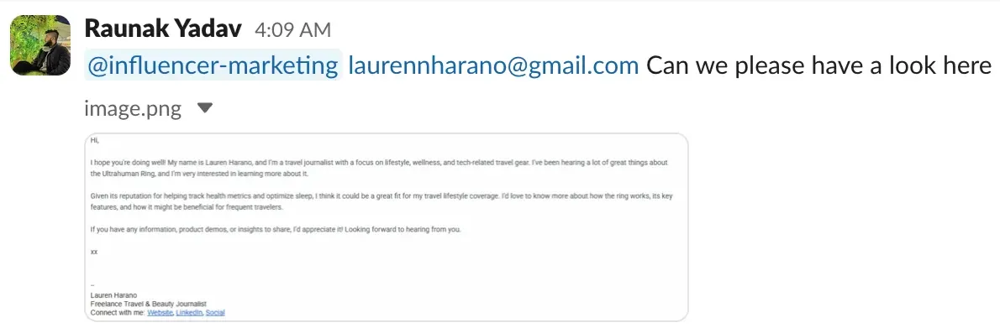 Raunak Yadav 4:09 AM
@influencer-marketing laurennharano@gmail.com Can we please have a look here
image.png
Hi,
I hope you're doing well! My name is Lauren Harano, and I'm a travel journalist with a focus on lifestyle, wellness, and tech-related travel gear. I've been hearing a lot of great things about
the Ultrahuman Ring, and I'm very interested in learning more about it.
Given its reputation for helping track health metrics and optimize sleep, I think it could be a great fit for my travel lifestyle coverage. I'd love to know more about how the ring works, its key
features, and how it might be beneficial for frequent travelers.
If you have any information, product demos, or insights to share, I'd appreciate it! Looking forward to hearing from you.
xx
--
Lauren Harano
Freelance Travel & Beauty Journalist
Connect with me: Website, LinkedIn, Social